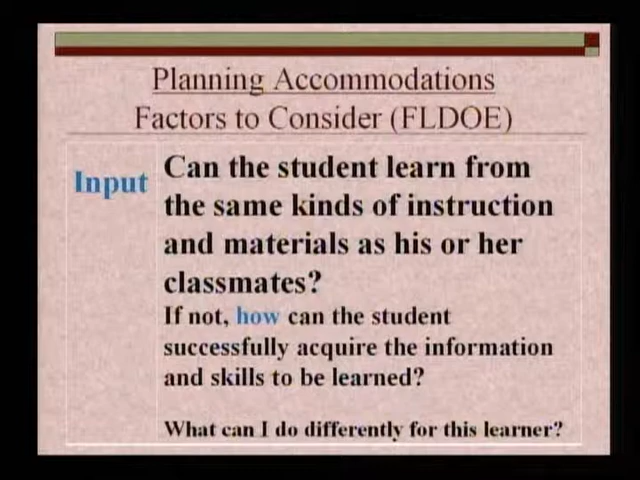 Planning Accommodations
Factors to Consider (FLDOE)
Input
Can the student learn from
the same kinds of instruction
and materials as his or her
classmates?
If not, how can the student
successfully acquire the information
and skills to be learned?
What can I do differently for this learner?